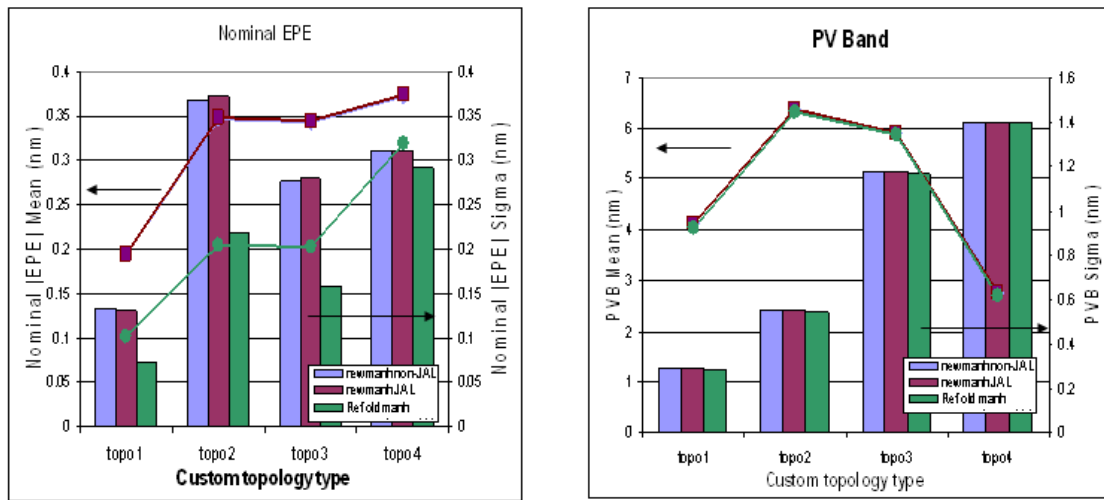 Nominal EPE
Nominal |EPE| Mean (nm)
0.4
0.35
0.3
0.25
0.2
0.15
0.1
0.05
0
0.4
0.35
0.3
0.25
0.2
0.15
0.1
0.05
0
Nominal |EPE| Sigma (nm)
newmanhnon-JAL
newmanhJAL
Refoldmanh
topo1 topo2 topo3 topo4
Custom topology type
PV Band
PVB Mean (nm)
7
6
5
4
3
2
1
0
1.6
1.4
1.2
1
0.8
0.6
0.4
0.2
0
PVB Sigma (nm)
newmanhnon-JAL
newmanhJAL
Refoldmanh
topo1 topo2 topo3 topo4
Custom topology type